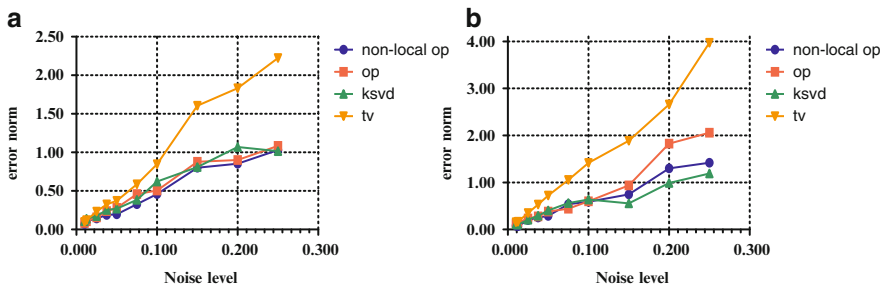 a
2.50
2.00
1.50
1.00
0.50
0.00
error norm
0.000
0.100
0.200
0.300
Noise level
non-local op
op
ksvd
tv
b
4.00
3.00
2.00
1.00
0.00
error norm
0.000
0.100
0.200
0.300
Noise level
non-local op
op
ksvd
tv